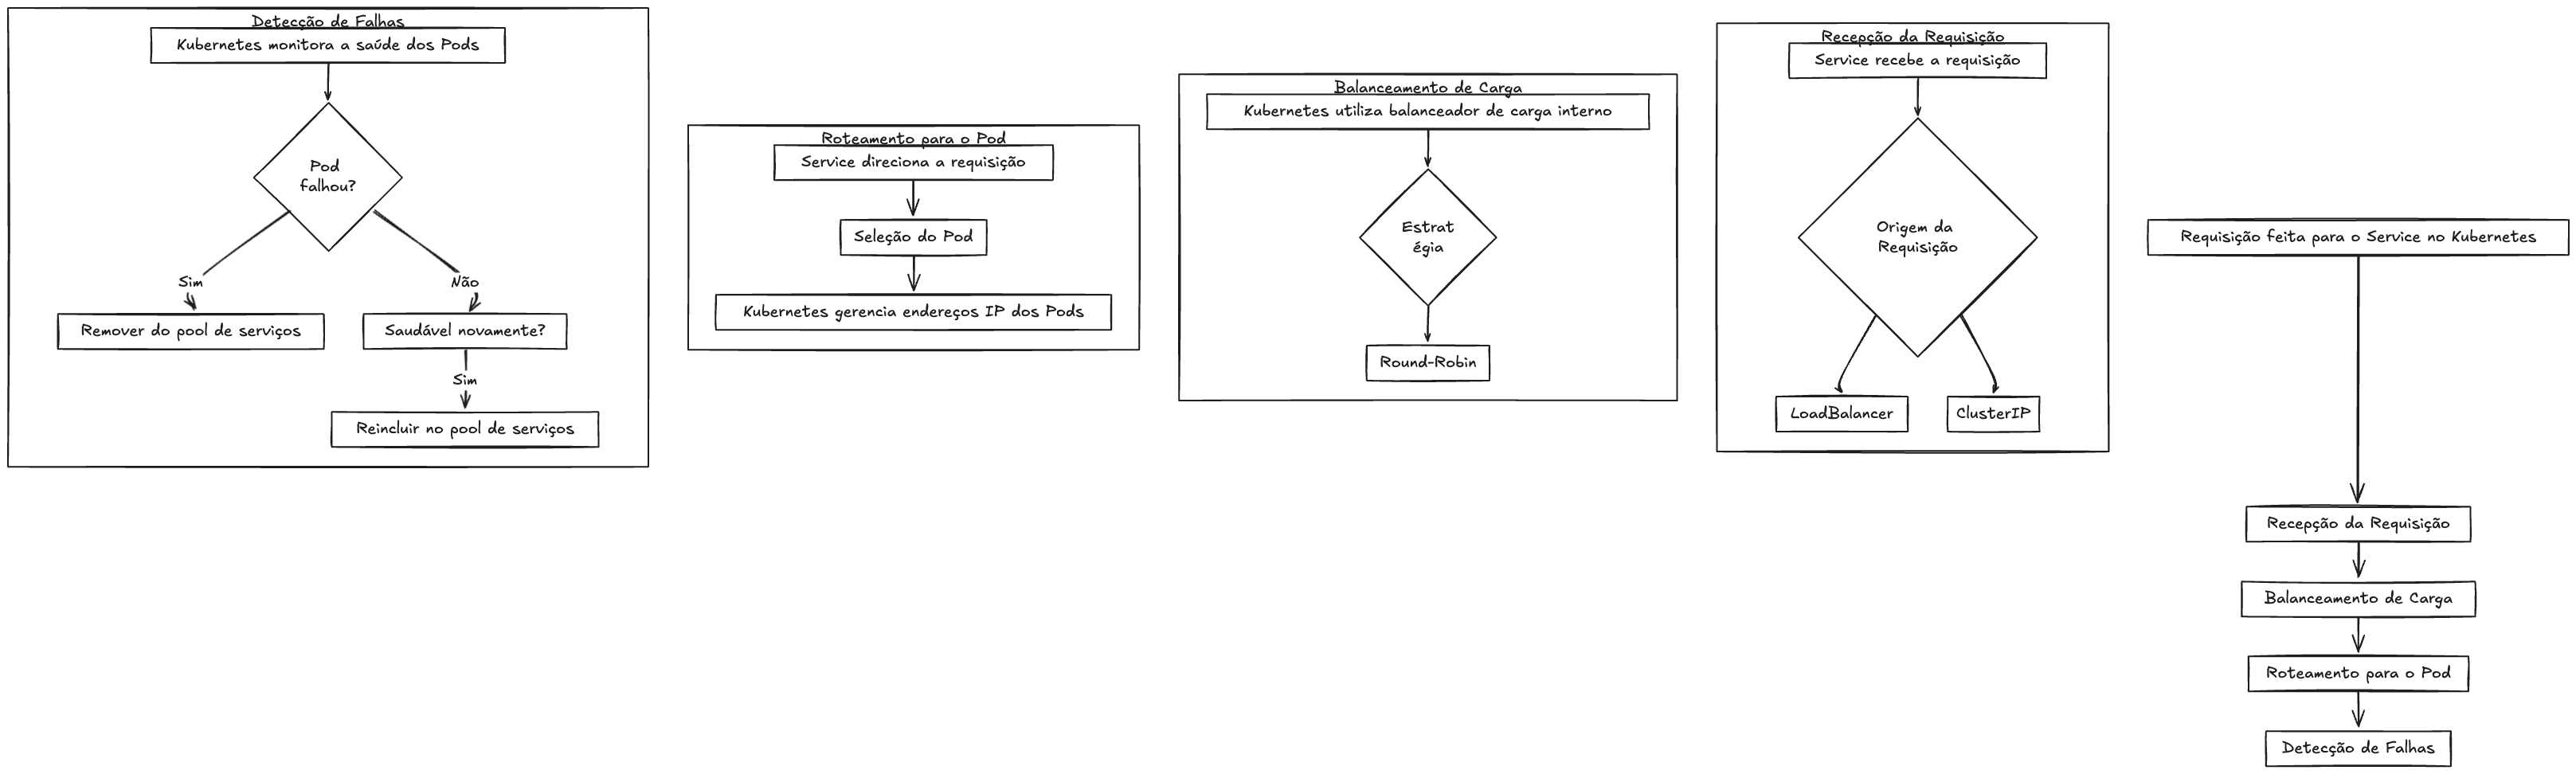 Detecção de Falhas
Kubernetes monitora a saúde dos Pods
Pod
falhou?
Sim
Não
Remover do pool de serviços
Saudável novamente?
Sim
Reincluir no pool de serviços
Roteamento para o Pod
Service direciona a requisição
Seleção do Pod
Kubernetes gerencia endereços IP dos Pods
Balanceamento de Carga
Kubernetes utiliza balanceador de carga interno
Estrat
égia
Round-Robin
Recepção da Requisição
Service recebe a requisição
Origem da
Requisição
LoadBalancer
ClusterIP
Requisição feita para o Service no Kubernetes
Recepção da Requisição
Balanceamento de Carga
Roteamento para o Pod
Detecção de Falhas